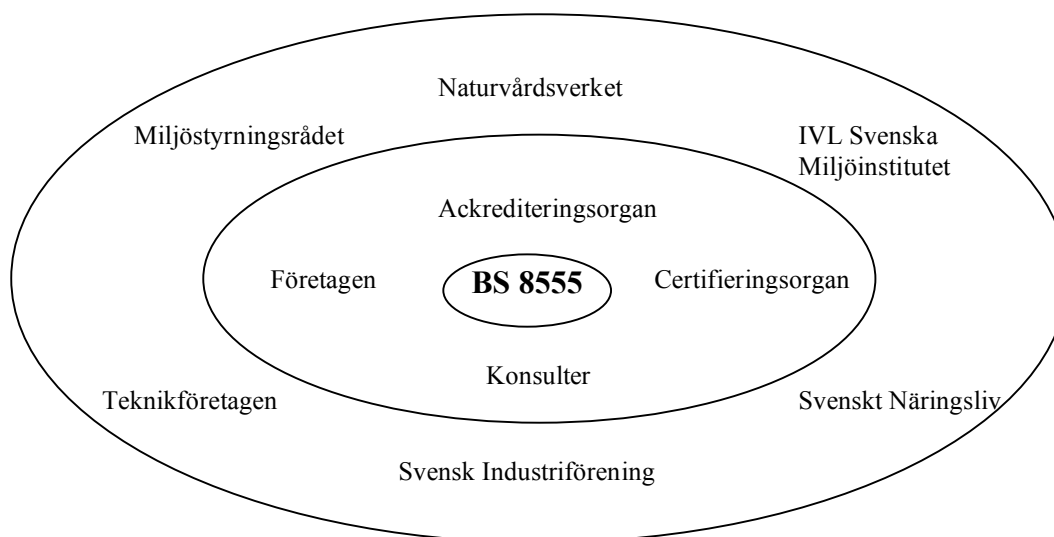 Naturvårdsverket
Miljöstyrningsrådet
IVL Svenska
Miljöinstitutet
Ackrediteringsorgan
Företagen
BS 8555
Certifieringsorgan
Konsulter
Teknikföretagen
Svenskt Näringsliv
Svensk Industriförening